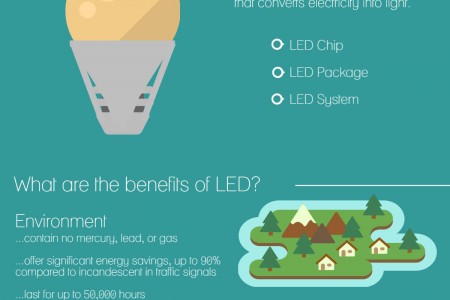 that converts electricity into light.
LED Chip
LED Package
LED System
What are the benefits of LED?
Environment
...contain no mercury, lead, or gas
...offer significant energy savings, up to 90%
compared to incandescent in traffic signals
...last for up to 50,000 hours